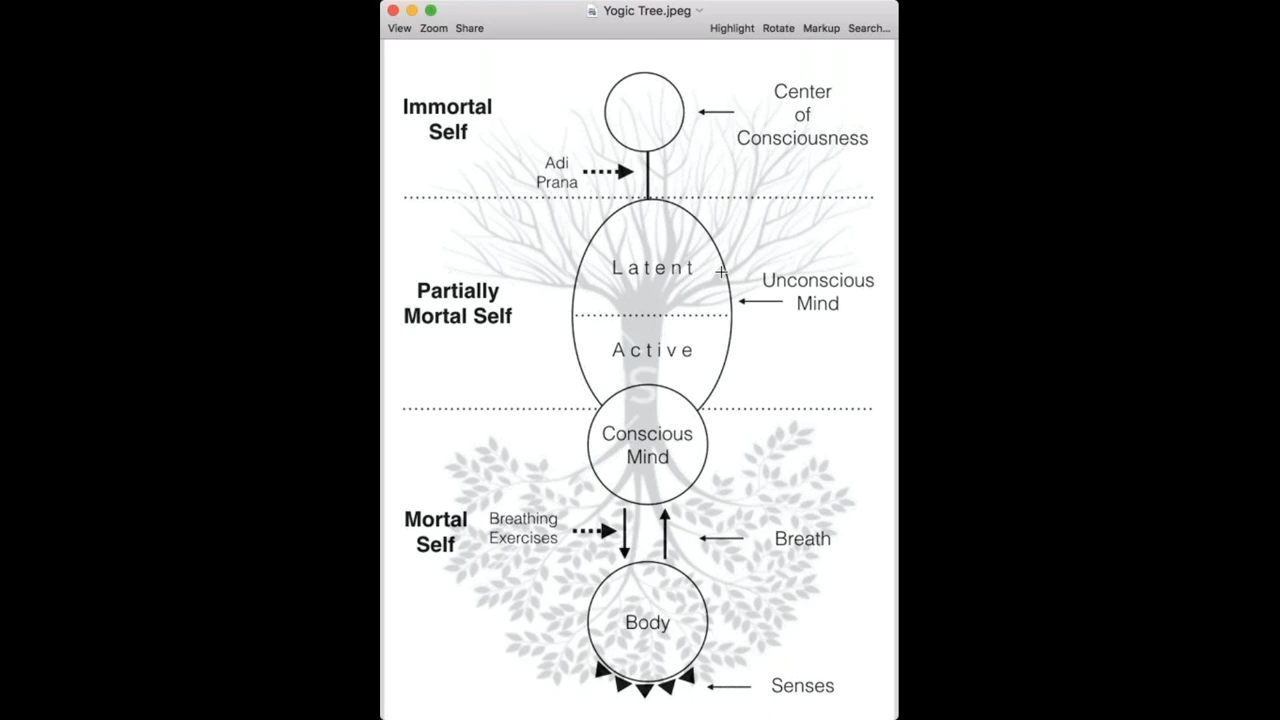 Yogic Tree.jpeg
View Zoom Share Highlight Rotate Markup Search...
Immortal
Self
Center
of
Consciousness
Adi
Prana
Partially
Mortal Self
Latent
Active
Unconscious
Mind
Conscious
Mind
Mortal
Self
Breathing
Exercises
Breath
Body
Senses